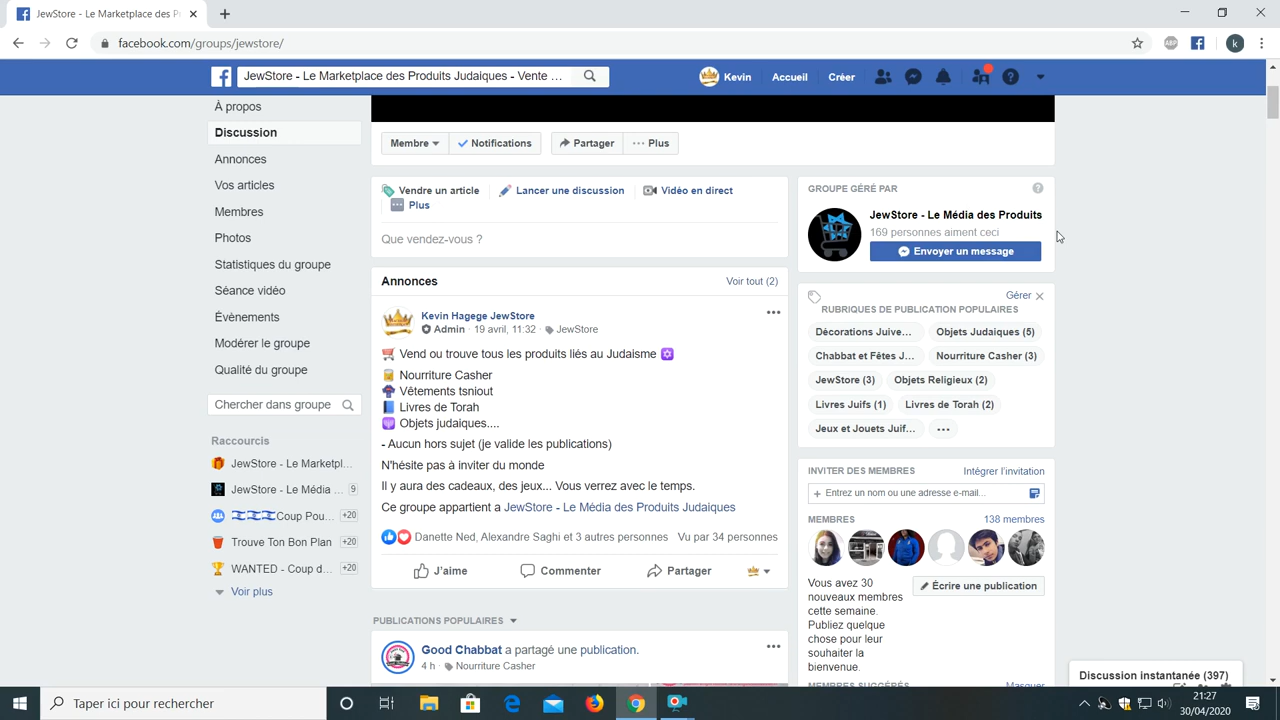 JewStore - Le Marketplace des P
facebook.com/groups/jewstore/
ABP
k
JewStore - Le Marketplace des Produits Judaiques - Vente ...
Kevin
Accueil
Créer
À propos
Discussion
Annonces
Vos articles
Membres
Photos
Statistiques du groupe
Séance vidéo
Évènements
Modérer le groupe
Qualité du groupe
Chercher dans groupe
Raccourcis
JewStore - Le Marketpl...
JewStore - Le Média ... 9
Coup Pou... +20
Trouve Ton Bon Plan +20
WANTED - Coup d... +20
Voir plus
Membre
Notifications
Partager
Plus
Vendre un article
Lancer une discussion
Vidéo en direct
Plus
Que vendez-vous ?
Annonces
Voir tout (2)
Kevin Hagege JewStore
Admin · 19 avril, 11:32 · JewStore
Vend ou trouve tous les produits liés au Judaisme
Nourriture Casher
Vêtements tsniout
Livres de Torah
Objets judaiques....
- Aucun hors sujet (je valide les publications)
N'hésite pas à inviter du monde
Il y aura des cadeaux, des jeux... Vous verrez avec le temps.
Ce groupe appartient a JewStore - Le Média des Produits Judaiques
Danette Ned, Alexandre Saghi et 3 autres personnes
Vu par 34 personnes
J'aime
Commenter
Partager
PUBLICATIONS POPULAIRES
Good Chabbat a partagé une publication.
4 h · Nourriture Casher
GROUPE GÉRÉ PAR
JewStore - Le Média des Produits
169 personnes aiment ceci
Envoyer un message
Gérer
RUBRIQUES DE PUBLICATION POPULAIRES
Décorations Juive...
Objets Judaiques (5)
Chabbat et Fêtes J...
Nourriture Casher (3)
JewStore (3)
Objets Religieux (2)
Livres Juifs (1)
Livres de Torah (2)
Jeux et Jouets Juif...
INVITER DES MEMBRES
Intégrer l'invitation
+ Entrez un nom ou une adresse e-mail...
MEMBRES
138 membres
Vous avez 30
nouveaux membres
cette semaine.
Publiez quelque
chose pour leur
souhaiter la
bienvenue.
Écrire une publication
MEMBRES SUGGÉRÉS
Masquer
Discussion instantanée (397)
Taper ici pour rechercher
21:27
30/04/2020